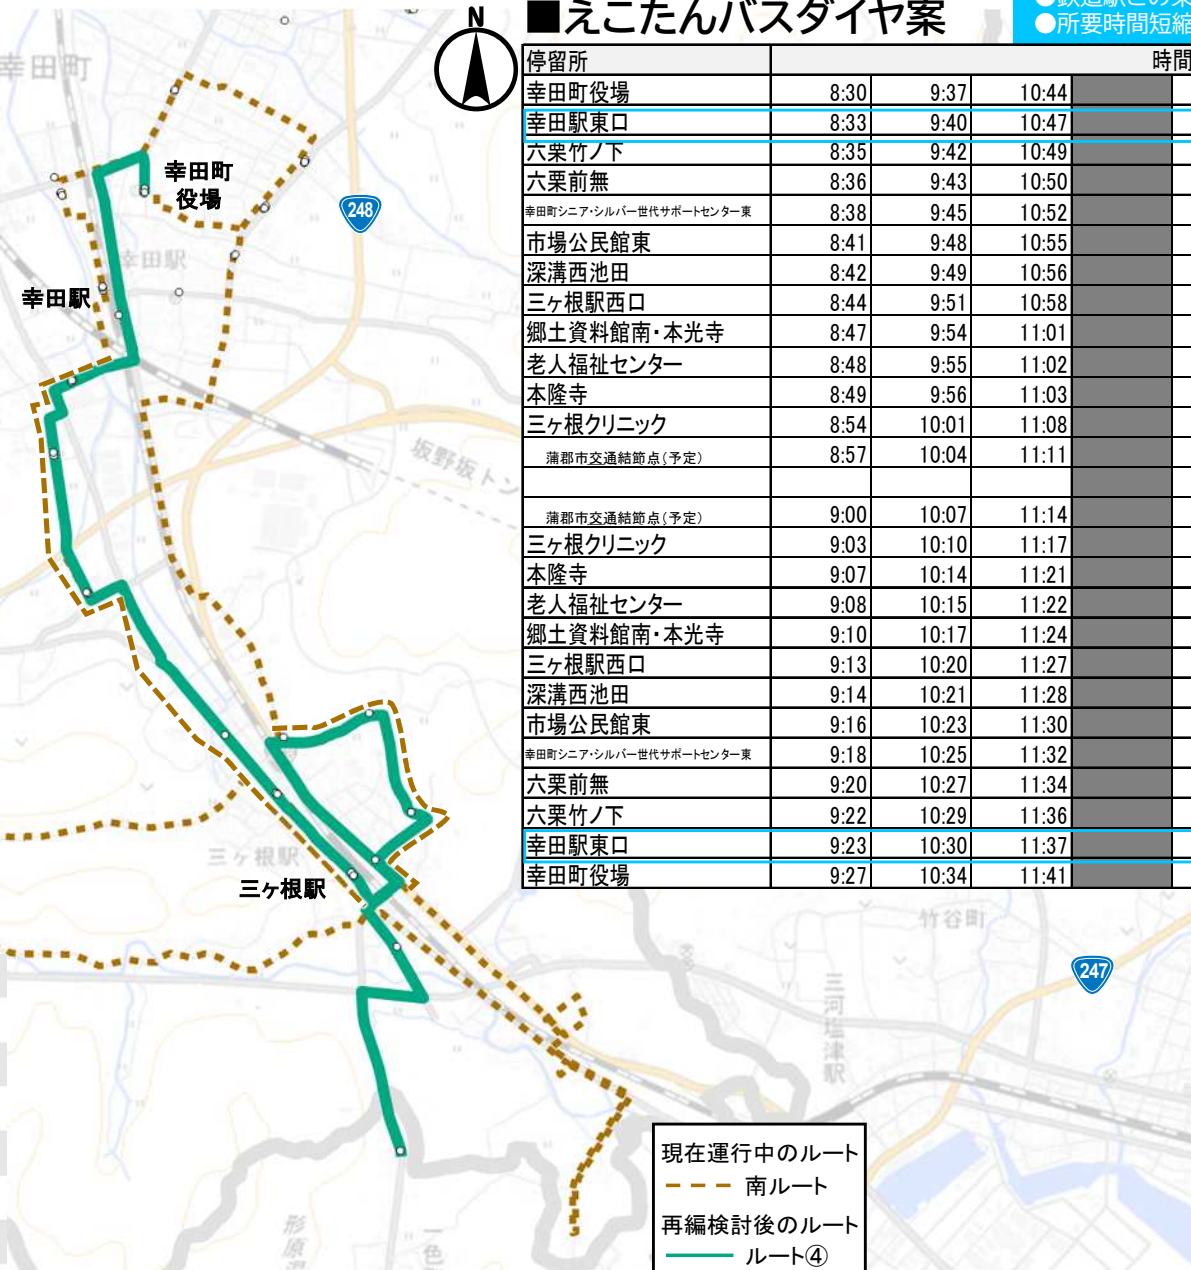 ■えこたんバスダイヤ案
●所要時間短縮
停留所 時間
幸田町役場 8:30 9:37 10:44
幸田駅東口 8:33 9:40 10:47
六栗竹ノ下 8:35 9:42 10:49
六栗前無 8:36 9:43 10:50
幸田町シニア・シルバー世代サポートセンター東 8:38 9:45 10:52
市場公民館東 8:41 9:48 10:55
深溝西池田 8:42 9:49 10:56
三ヶ根駅西口 8:44 9:51 10:58
郷土資料館南・本光寺 8:47 9:54 11:01
老人福祉センター 8:48 9:55 11:02
本隆寺 8:49 9:56 11:03
三ヶ根クリニック 8:54 10:01 11:08
蒲郡市交通結節点(予定) 8:57 10:04 11:11
蒲郡市交通結節点(予定) 9:00 10:07 11:14
三ヶ根クリニック 9:03 10:10 11:17
本隆寺 9:07 10:14 11:21
老人福祉センター 9:08 10:15 11:22
郷土資料館南・本光寺 9:10 10:17 11:24
三ヶ根駅西口 9:13 10:20 11:27
深溝西池田 9:14 10:21 11:28
市場公民館東 9:16 10:23 11:30
幸田町シニア・シルバー世代サポートセンター東 9:18 10:25 11:32
六栗前無 9:20 10:27 11:34
六栗竹ノ下 9:22 10:29 11:36
幸田駅東口 9:23 10:30 11:37
幸田町役場 9:27 10:34 11:41
N
幸田町
幸田町
役場
248
幸田駅
幸田駅
坂野坂トン
三ヶ根駅
三ヶ根駅
竹谷町
247
三河塩津駅
形原温
一色
現在運行中のルート
南ルート
再編検討後のルート
ルート④